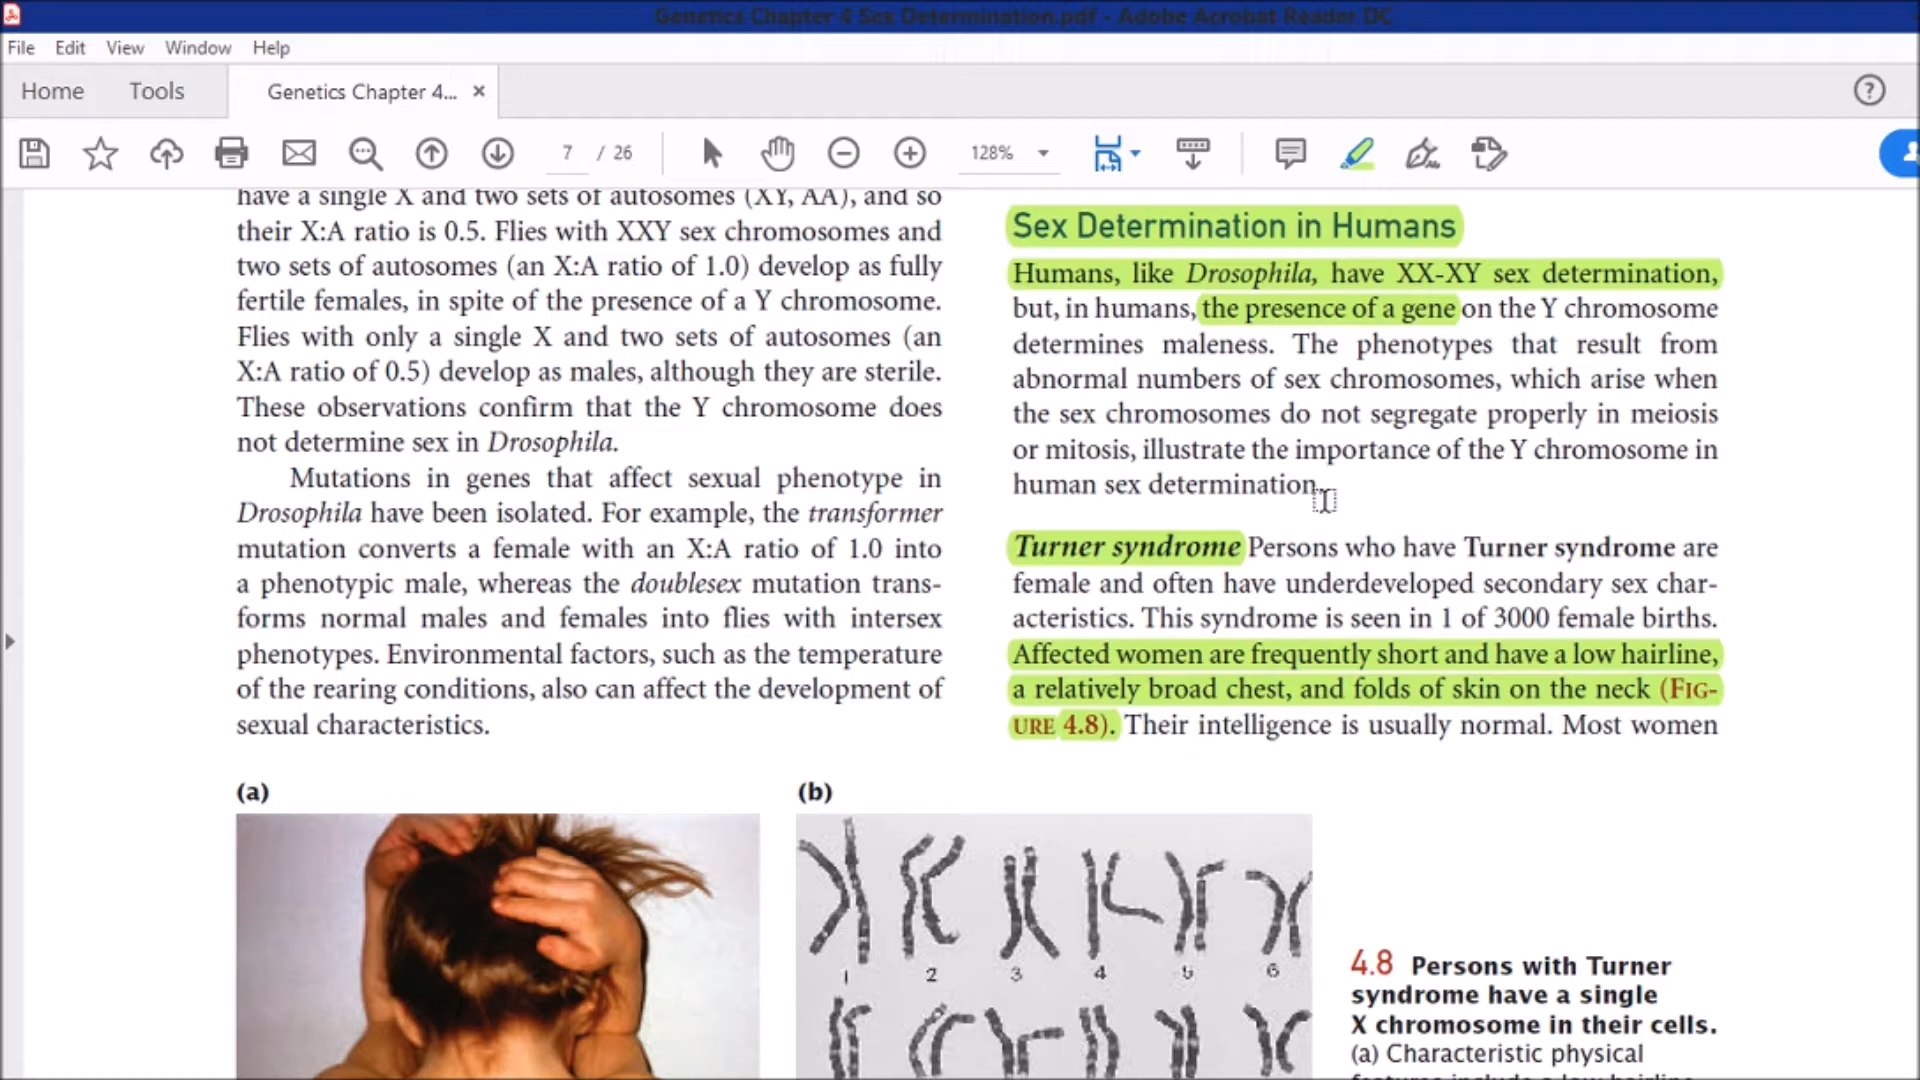 Genetics Chapter 4 Sex Determination.pdf - Adobe Acrobat Reader DC
File Edit View Window Help
Home Tools Genetics Chapter 4... ×
7 / 26 128%
have a single X and two sets of autosomes (XY, AA), and so
their X:A ratio is 0.5. Flies with XXY sex chromosomes and
two sets of autosomes (an X:A ratio of 1.0) develop as fully
fertile females, in spite of the presence of a Y chromosome.
Flies with only a single X and two sets of autosomes (an
X:A ratio of 0.5) develop as males, although they are sterile.
These observations confirm that the Y chromosome does
not determine sex in Drosophila.
Mutations in genes that affect sexual phenotype in
Drosophila have been isolated. For example, the transformer
mutation converts a female with an X:A ratio of 1.0 into
a phenotypic male, whereas the doublesex mutation trans-
forms normal males and females into flies with intersex
phenotypes. Environmental factors, such as the temperature
of the rearing conditions, also can affect the development of
sexual characteristics.
Sex Determination in Humans
Humans, like Drosophila, have XX-XY sex determination,
but, in humans, the presence of a gene on the Y chromosome
determines maleness. The phenotypes that result from
abnormal numbers of sex chromosomes, which arise when
the sex chromosomes do not segregate properly in meiosis
or mitosis, illustrate the importance of the Y chromosome in
human sex determination.
Turner syndrome Persons who have Turner syndrome are
female and often have underdeveloped secondary sex char-
acteristics. This syndrome is seen in 1 of 3000 female births.
Affected women are frequently short and have a low hairline,
a relatively broad chest, and folds of skin on the neck (FIG-
URE 4.8). Their intelligence is usually normal. Most women
(a)
(b)
1 2 3 4 5 6
4.8 Persons with Turner
syndrome have a single
X chromosome in their cells.
(a) Characteristic physical
features include a low hairline